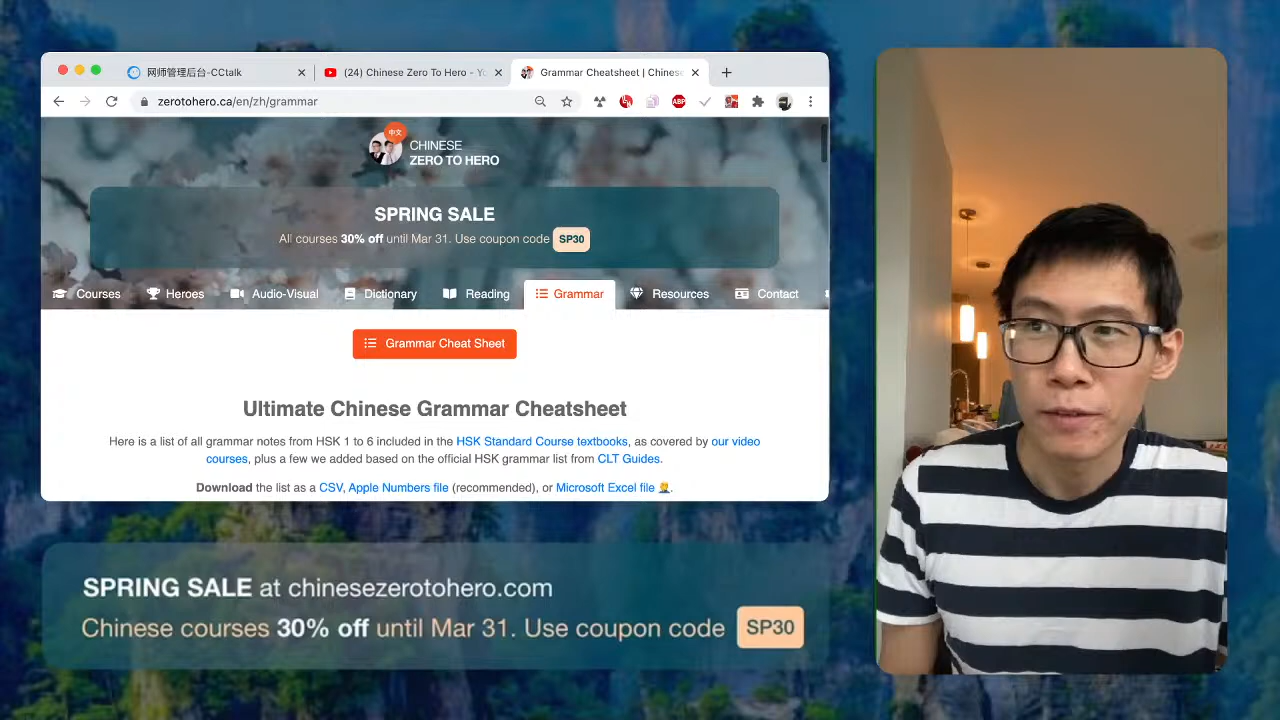 网师管理后台-CCtalk
(24) Chinese Zero To Hero - Yo
Grammar Cheatsheet | Chinese
zerotohero.ca/en/zh/grammar
ABP
中文
CHINESE
ZERO TO HERO
SPRING SALE
All courses 30% off until Mar 31. Use coupon code SP30
Courses
Heroes
Audio-Visual
Dictionary
Reading
Grammar
Resources
Contact
Grammar Cheat Sheet
Ultimate Chinese Grammar Cheatsheet
Here is a list of all grammar notes from HSK 1 to 6 included in the HSK Standard Course textbooks, as covered by our video
courses, plus a few we added based on the official HSK grammar list from CLT Guides.
Download the list as a CSV, Apple Numbers file (recommended), or Microsoft Excel file 🤦.
SPRING SALE at chinesezerotohero.com
Chinese courses 30% off until Mar 31. Use coupon code SP30